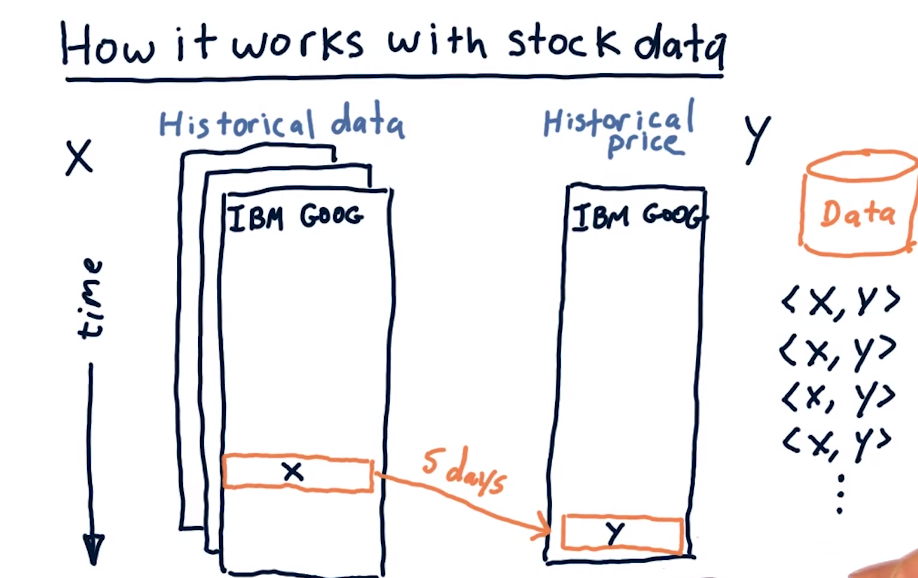 How it works with stock data
Historical data
Historical
price
X
Y
IBM GOOG
IBM GOOG
Data
time
<X, Y>
<X, Y>
<X, Y>
<X, Y>
X
5 days
Y